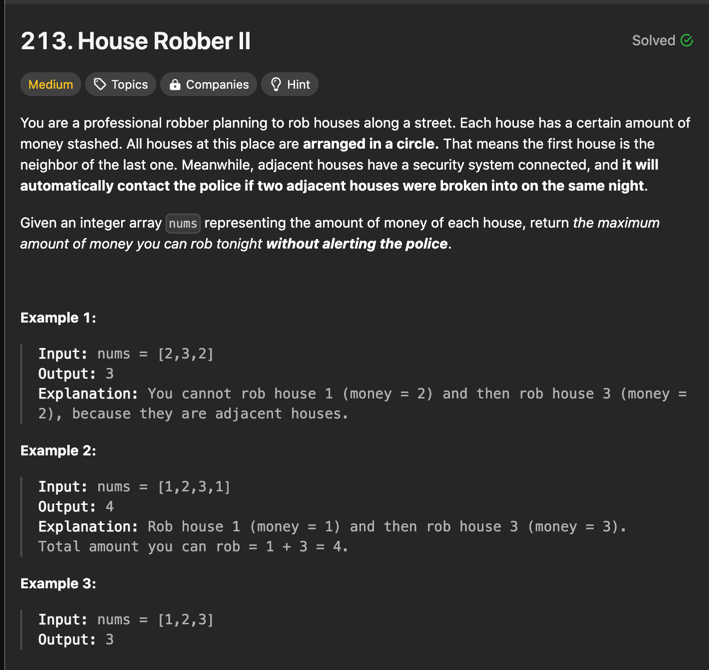 213. House Robber II
Solved
Medium Topics Companies Hint
You are a professional robber planning to rob houses along a street. Each house has a certain amount of
money stashed. All houses at this place are arranged in a circle. That means the first house is the
neighbor of the last one. Meanwhile, adjacent houses have a security system connected, and it will
automatically contact the police if two adjacent houses were broken into on the same night.
Given an integer array nums representing the amount of money of each house, return the maximum
amount of money you can rob tonight without alerting the police.
Example 1:
Input: nums = [2,3,2]
Output: 3
Explanation: You cannot rob house 1 (money = 2) and then rob house 3 (money =
2), because they are adjacent houses.
Example 2:
Input: nums = [1,2,3,1]
Output: 4
Explanation: Rob house 1 (money = 1) and then rob house 3 (money = 3).
Total amount you can rob = 1 + 3 = 4.
Example 3:
Input: nums = [1,2,3]
Output: 3